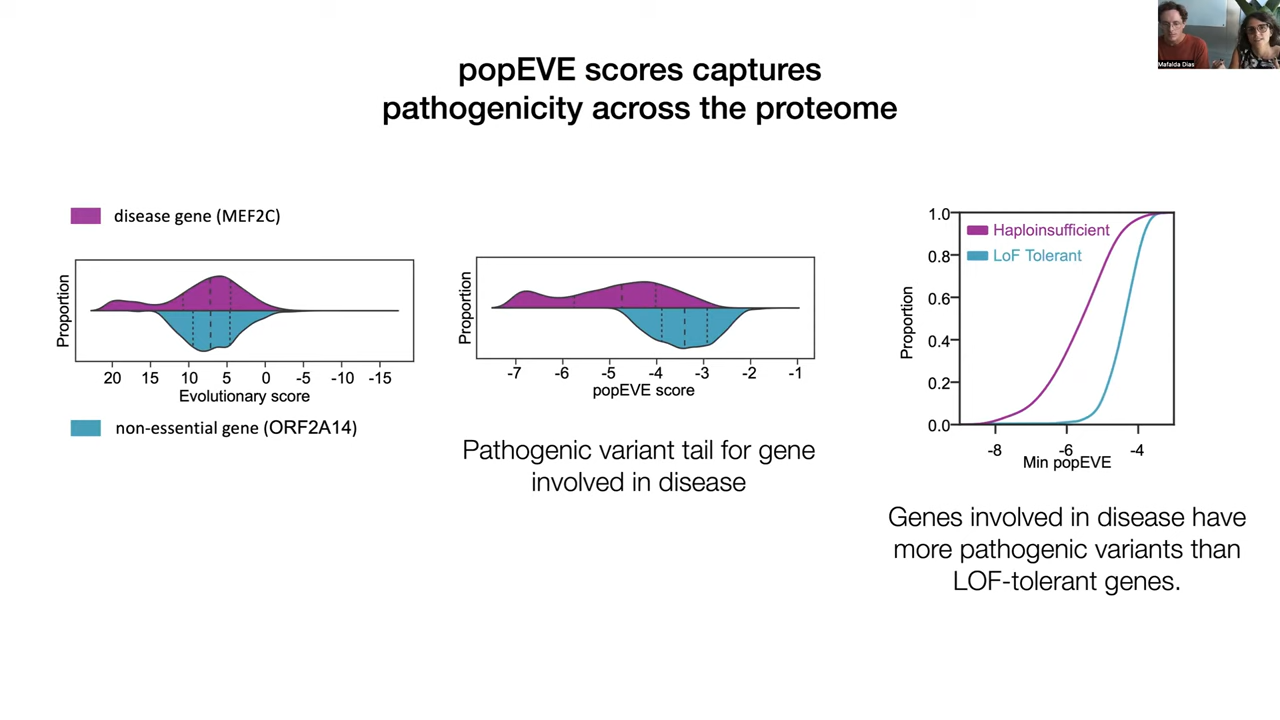 popEVE scores captures
pathogenicity across the proteome
Mafalda Dias
disease gene (MEF2C)
Proportion
20 15 10 5 0 -5 -10 -15
Evolutionary score
non-essential gene (ORF2A14)
Proportion
-7 -6 -5 -4 -3 -2 -1
popEVE score
Pathogenic variant tail for gene
involved in disease
Haploinsufficient
LoF Tolerant
Proportion
1.0
0.8
0.6
0.4
0.2
0.0
-8 -6 -4
Min popEVE
Genes involved in disease have
more pathogenic variants than
LOF-tolerant genes.